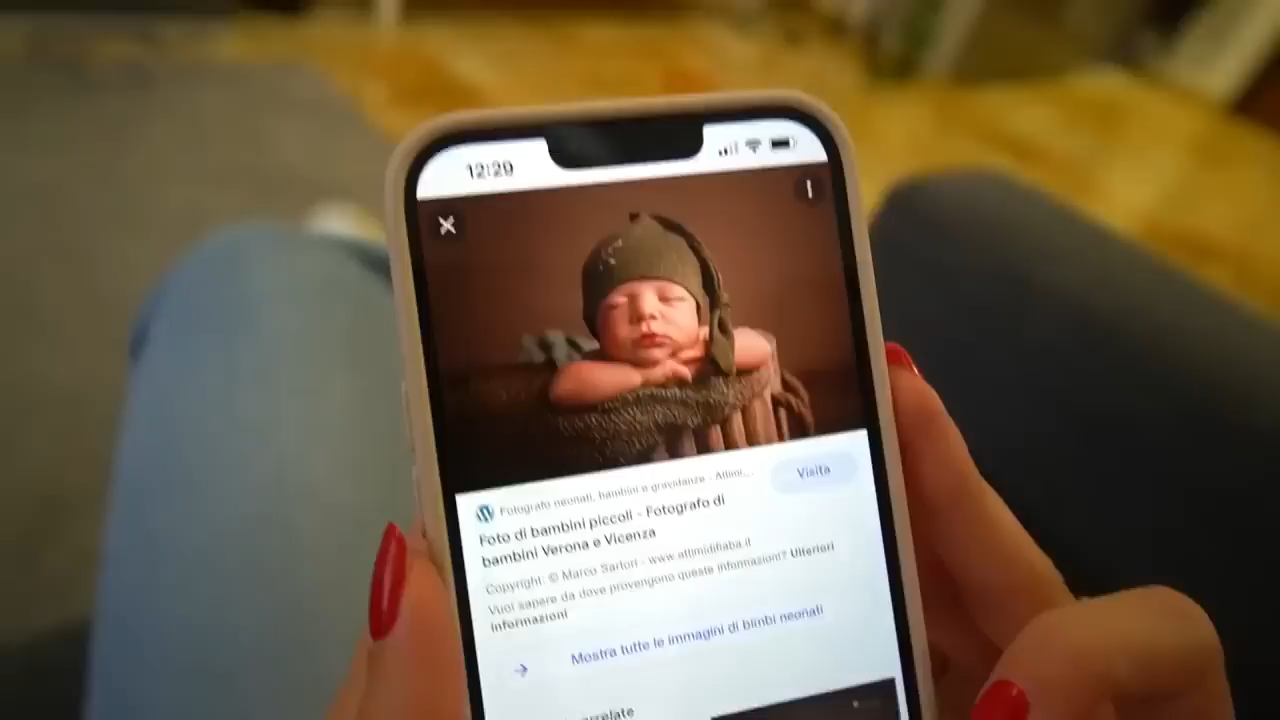 12:29
Fotografo neonati, bambini e gravidanze - Attimi,...
Visita
Foto di bambini piccoli - Fotografo di
bambini Verona e Vicenza
Copyright: © Marco Sartori - www.attimidifiaba.it
Vuoi sapere da dove provengono queste informazioni? Ulteriori
informazioni
Mostra tutte le immagini di bimbi neonati